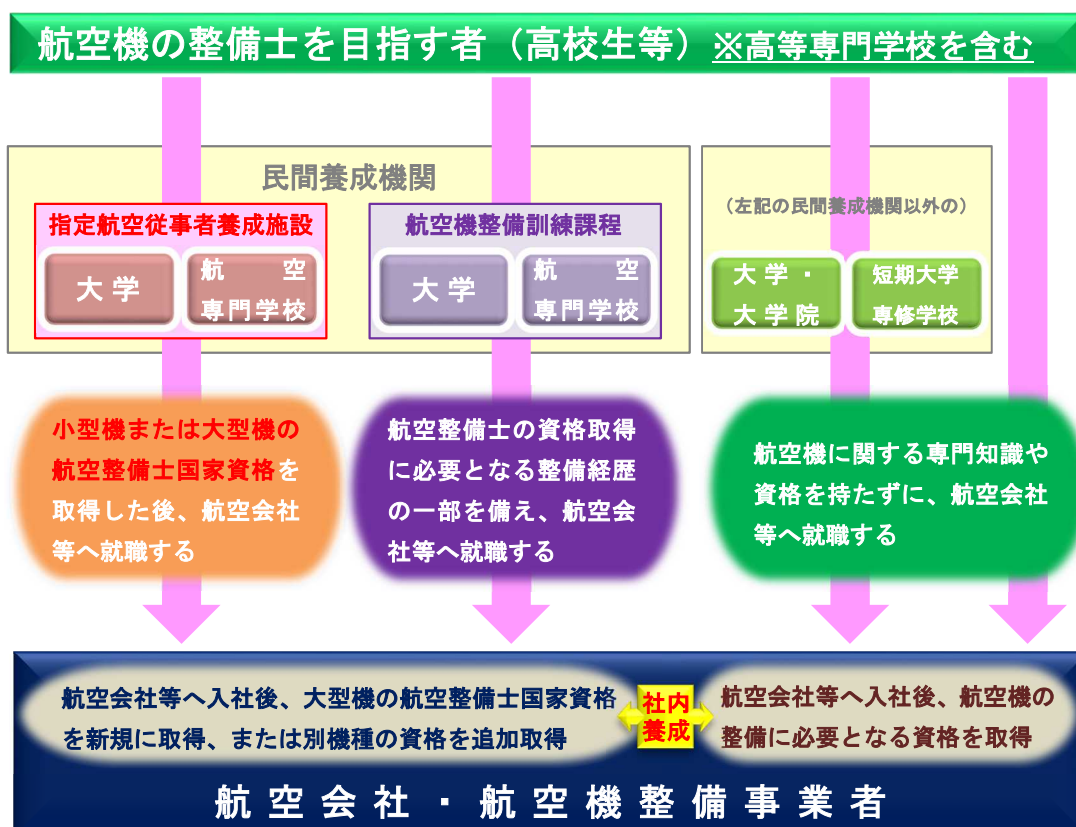 航空機の整備士を目指す者（高校生等）※高等専門学校を含む
民間養成機関
指定航空従事者養成施設
大学
航空
専門学校
航空機整備訓練課程
大学
航空
専門学校
（左記の民間養成機関以外の）
大学・
大学院
短期大学
専修学校
小型機または大型機の
航空整備士国家資格を
取得した後、航空会社
等へ就職する
航空整備士の資格取得
に必要となる整備経歴
の一部を備え、航空会
社等へ就職する
航空機に関する専門知識や
資格を持たずに、航空会社
等へ就職する
航空会社等へ入社後、大型機の航空整備士国家資格
を新規に取得、または別機種の資格を追加取得
社内
養成
航空会社等へ入社後、航空機の
整備に必要となる資格を取得
航空会社・航空機整備事業者